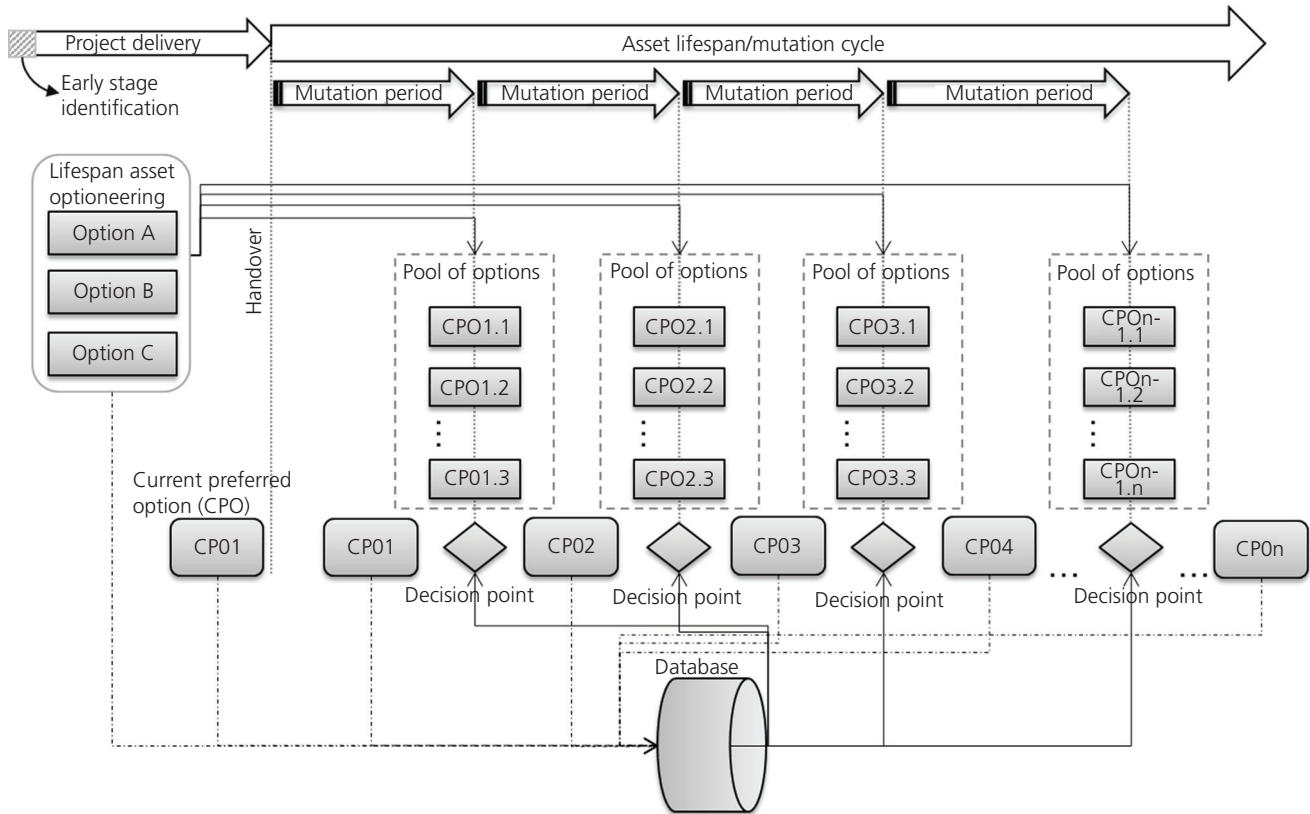 Project delivery
Asset lifespan/mutation cycle
Early stage
identification
Mutation period
Mutation period
Mutation period
Mutation period
Lifespan asset
optioneering
Option A
Option B
Option C
Handover
Pool of options
CPO1.1
CPO1.2
⋮
CP01.3
Pool of options
CPO2.1
CPO2.2
⋮
CPO2.3
Pool of options
CPO3.1
CPO3.2
⋮
CPO3.3
Pool of options
CPOn-
1.1
CPOn-
1.2
⋮
CPOn-
1.n
Current preferred
option (CPO)
CP01
CP01
CP02
CP03
CP04
...
...
CP0n
Decision point
Decision point
Decision point
Decision point
Database